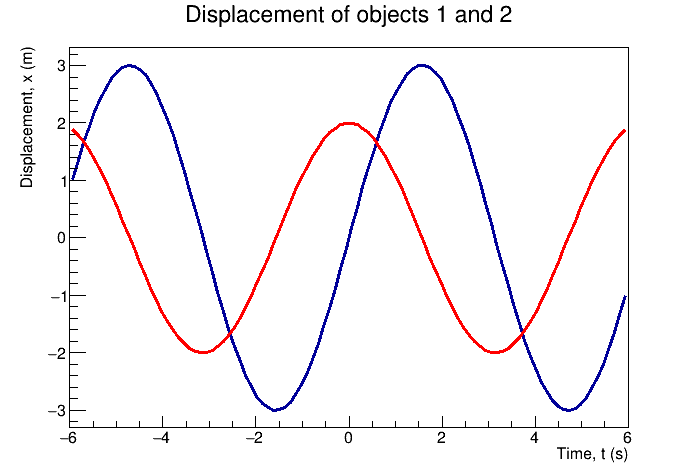 Displacement of objects 1 and 2
Displacement, x (m)
3
2
1
0
−1
−2
−3
−6 −4 −2 0 2 4 6
Time, t (s)